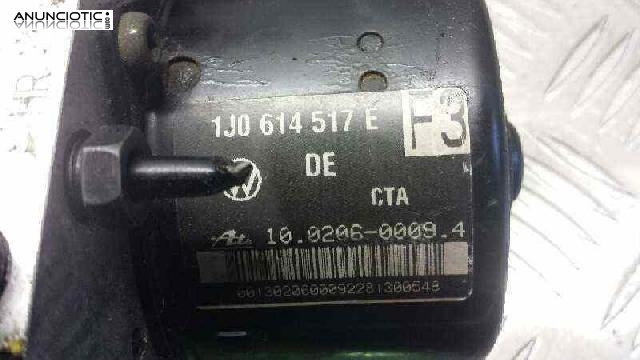 ANUNCIOTIC
1J0 614 517 E
F3
DE
CTA
10.0206-0009.4